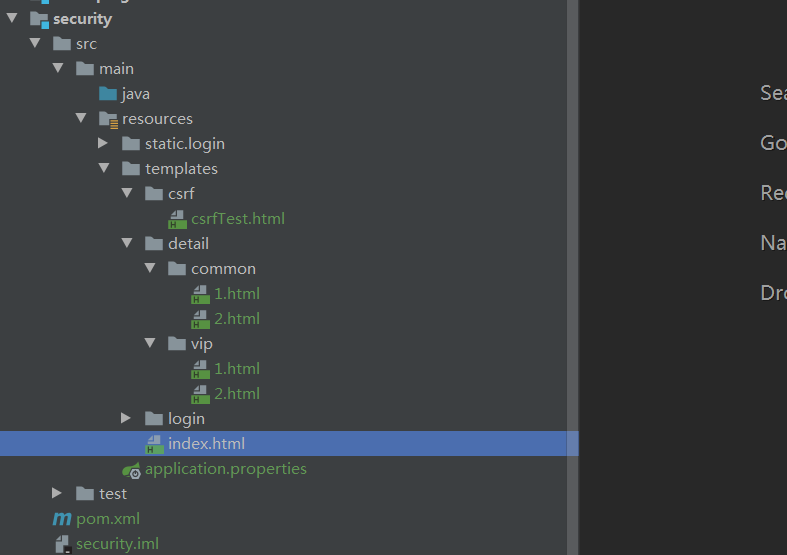 security
src
main
java
resources
static.login
templates
csrf
csrfTest.html
detail
common
1.html
2.html
vip
1.html
2.html
login
index.html
application.properties
test
pom.xml
security.iml
Sea
Go
Rec
Na
Dro